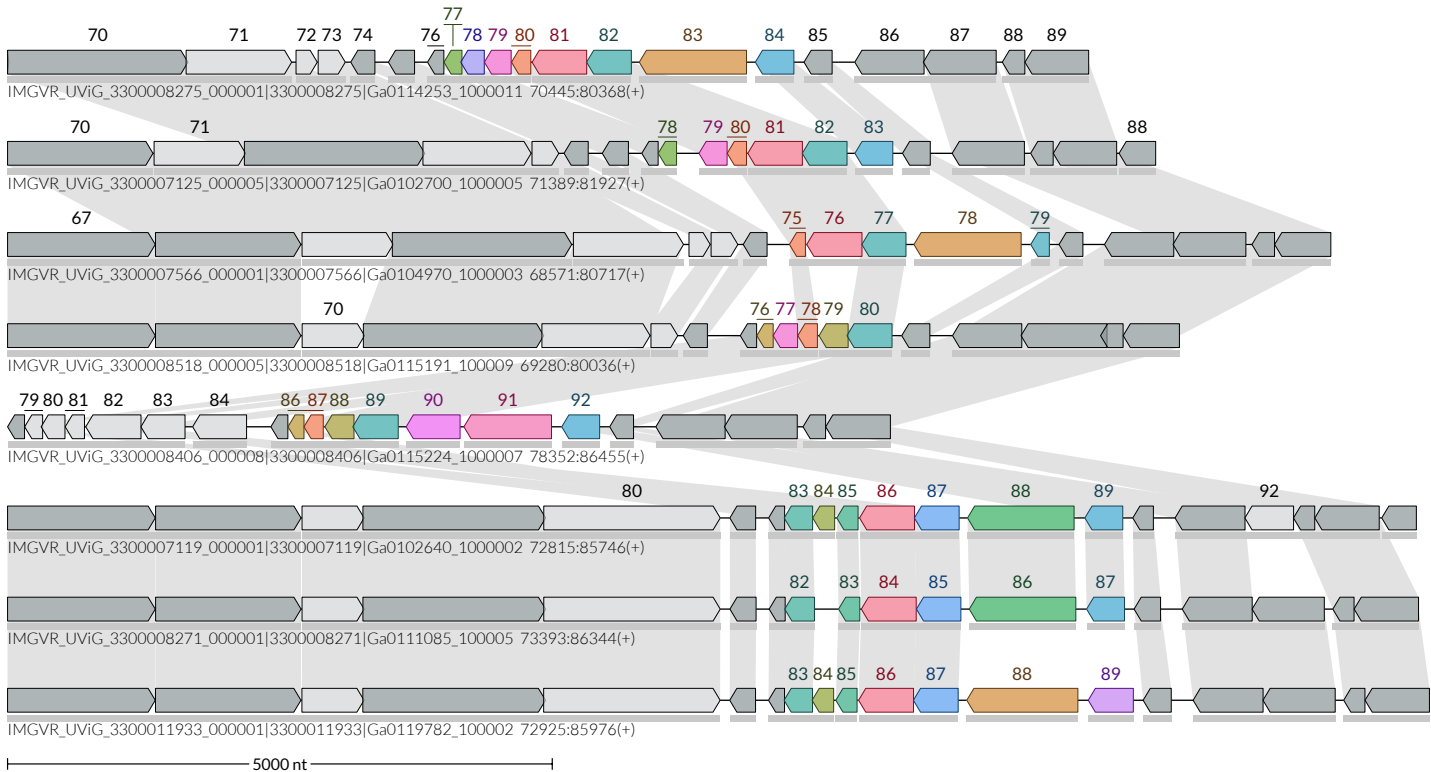 77
70 71 72 73 74 76 78 79 80 81 82 83 84 85 86 87 88 89
IMGVR_UViG_3300008275_000001|3300008275|Ga0114253_1000011 70445:80368(+)
70 71 78 79 80 81 82 83 88
IMGVR_UViG_3300007125_000005|3300007125|Ga0102700_1000005 71389:81927(+)
67 75 76 77 78 79
IMGVR_UViG_3300007566_000001|3300007566|Ga0104970_1000003 68571:80717(+)
70 76 77 78 79 80
IMGVR_UViG_3300008518_000005|3300008518|Ga0115191_100009 69280:80036(+)
79 80 81 82 83 84 86 87 88 89 90 91 92
IMGVR_UViG_3300008406_000008|3300008406|Ga0115224_1000007 78352:86455(+)
80 83 84 85 86 87 88 89 92
IMGVR_UViG_3300007119_000001|3300007119|Ga0102640_1000002 72815:85746(+)
82 83 84 85 86 87
IMGVR_UViG_3300008271_000001|3300008271|Ga0111085_100005 73393:86344(+)
83 84 85 86 87 88 89
IMGVR_UViG_3300011933_000001|3300011933|Ga0119782_100002 72925:85976(+)
5000 nt